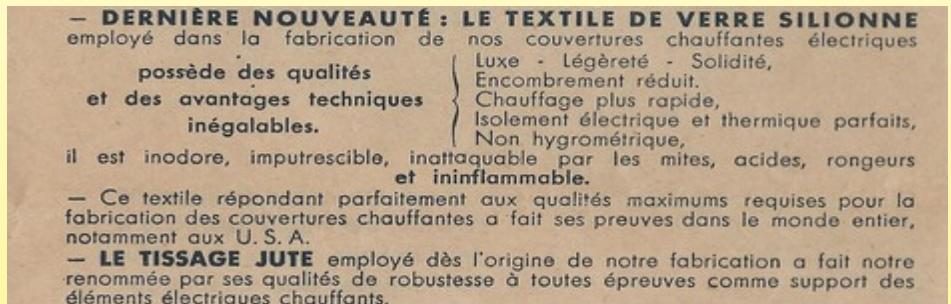 — DERNIÈRE NOUVEAUTÉ : LE TEXTILE DE VERRE SILIONNE
employé dans la fabrication de nos couvertures chauffantes électriques
possède des qualités
et des avantages techniques
inégalables.
Luxe - Légèreté - Solidité,
Encombrement réduit.
Chauffage plus rapide,
Isolement électrique et thermique parfaits,
Non hygrométrique,
il est inodore, imputrescible, inattaquable par les mites, acides, rongeurs
et ininflammable.
— Ce textile répondant parfaitement aux qualités maximums requises pour la
fabrication des couvertures chauffantes a fait ses preuves dans le monde entier,
notamment aux U. S. A.
— LE TISSAGE JUTE employé dès l'origine de notre fabrication a fait notre
renommée par ses qualités de robustesse à toutes épreuves comme support des
éléments électriques chauffants.